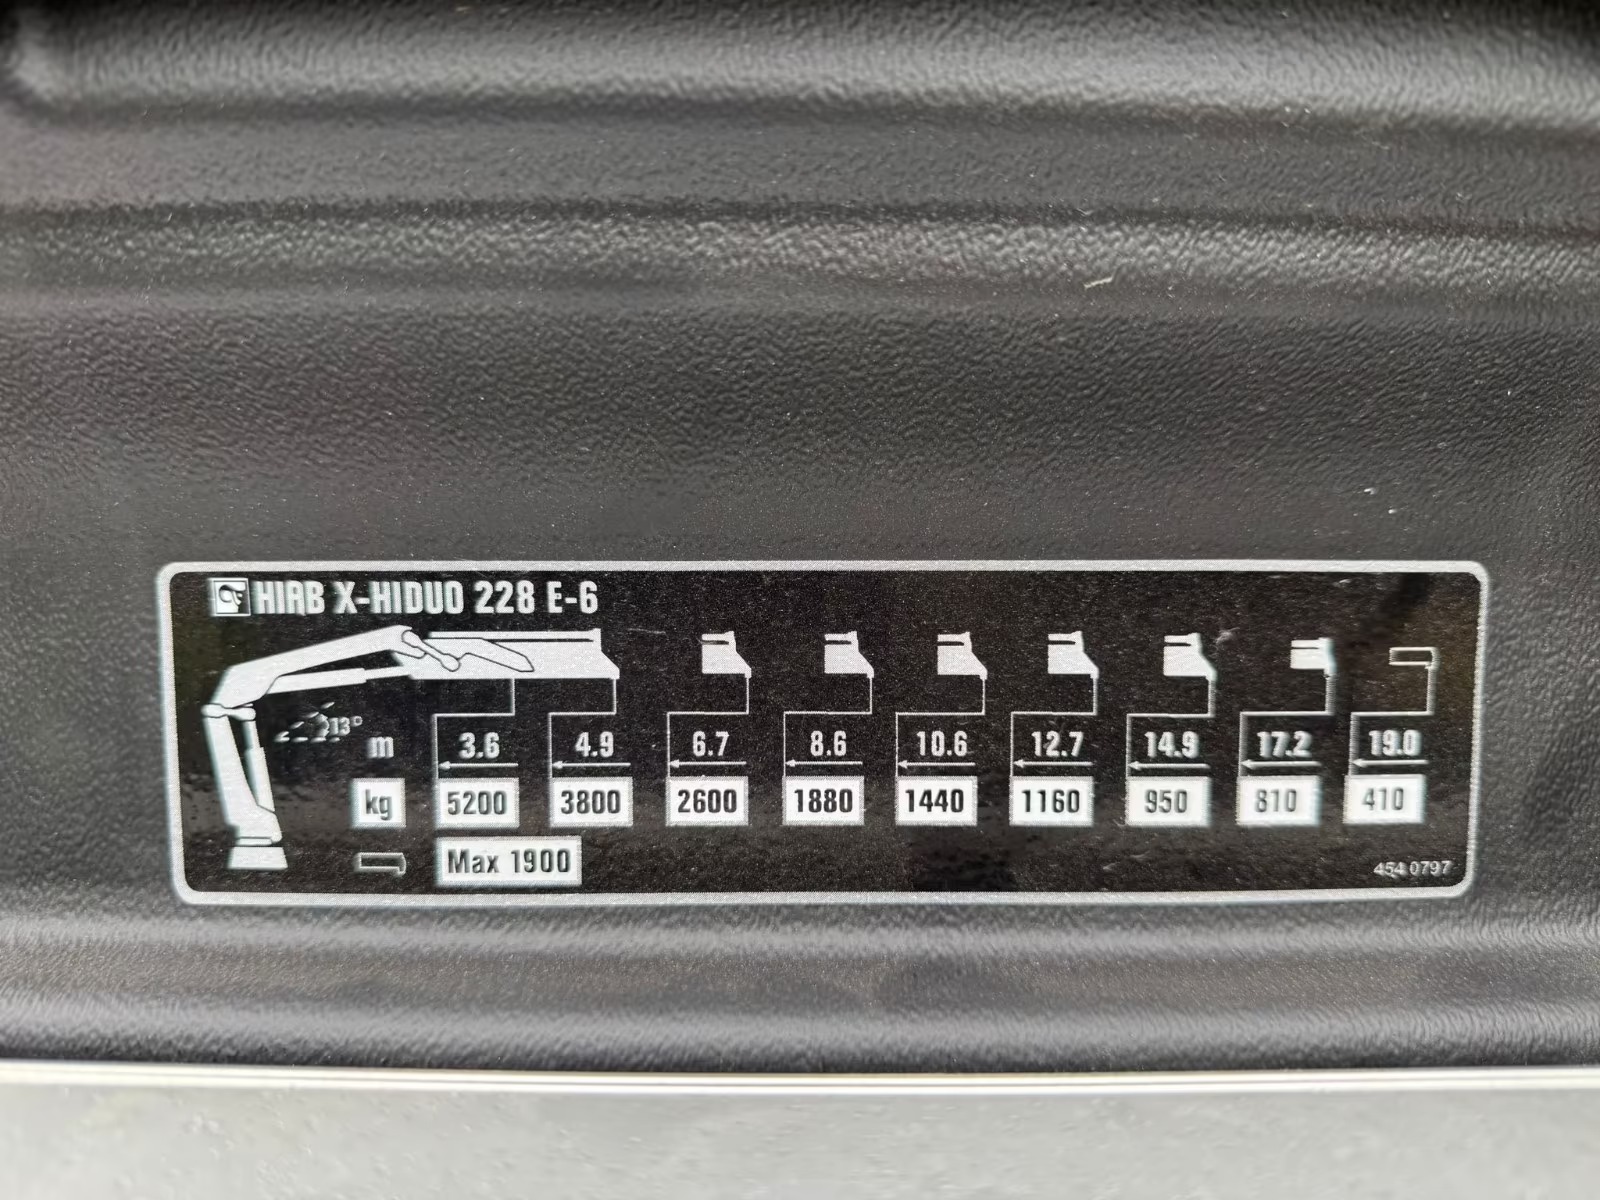 HIAB X-HIDUO 228 E-6
13°
m 3.6 4.9 6.7 8.6 10.6 12.7 14.9 17.2 19.0
kg 5200 3800 2600 1880 1440 1160 950 810 410
Max 1900
454 0797